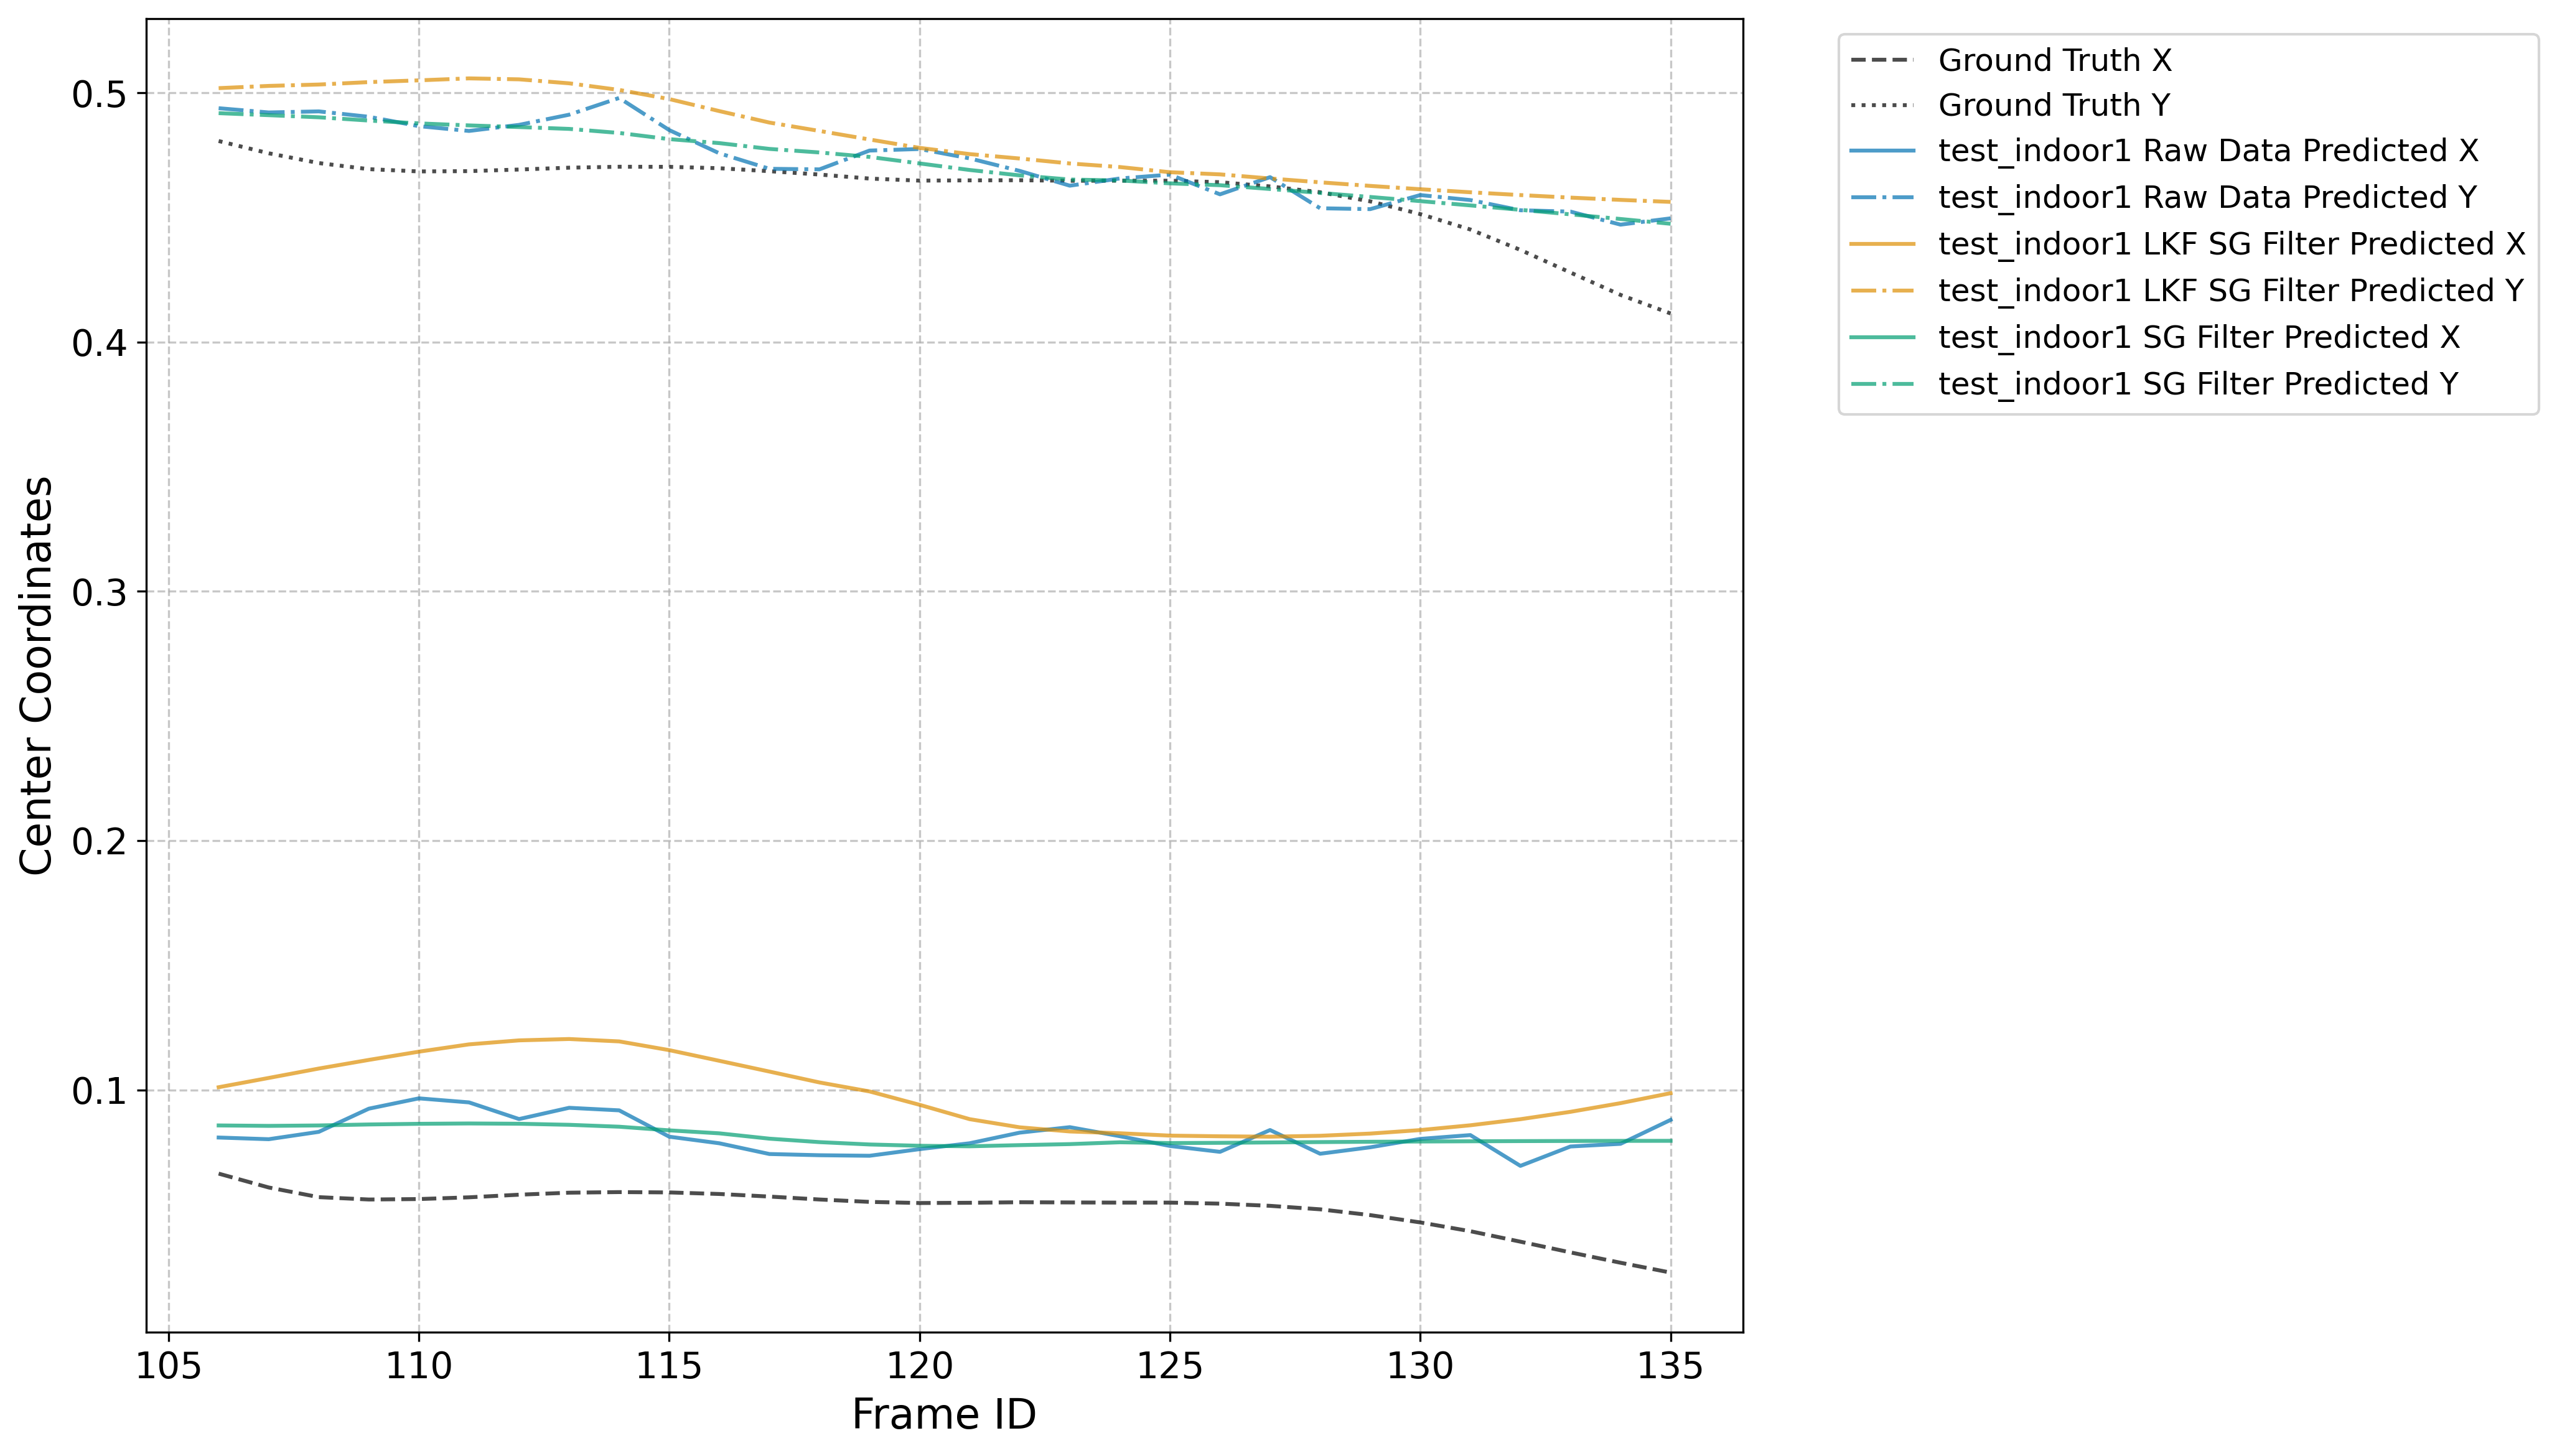 0.5
0.4
0.3
0.2
0.1
Center Coordinates
105 110 115 120 125 130 135
Frame ID
Ground Truth X
Ground Truth Y
test_indoor1 Raw Data Predicted X
test_indoor1 Raw Data Predicted Y
test_indoor1 LKF SG Filter Predicted X
test_indoor1 LKF SG Filter Predicted Y
test_indoor1 SG Filter Predicted X
test_indoor1 SG Filter Predicted Y